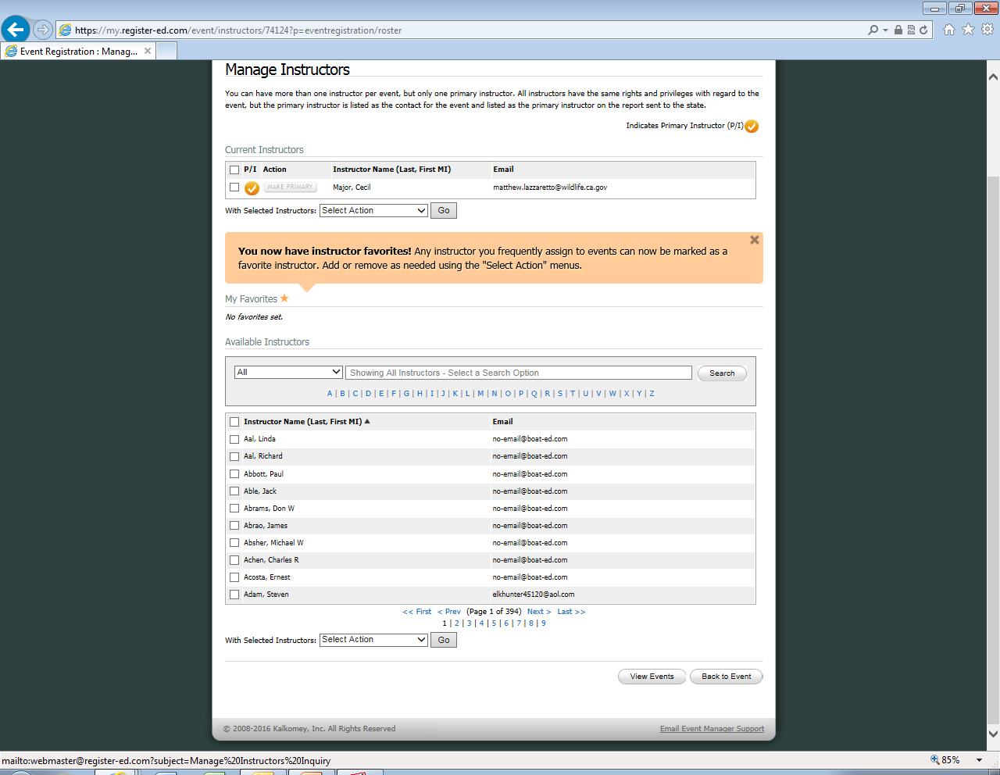 https://my.register-ed.com/event/instructors/74124?p=eventregistration/roster
Event Registration : Manag...
Manage Instructors
You can have more than one instructor per event, but only one primary instructor. All instructors have the same rights and privileges with regard to the
event, but the primary instructor is listed as the contact for the event and listed as the primary instructor on the report sent to the state.
Indicates Primary Instructor (P/I)
Current Instructors
P/I Action Instructor Name (Last, First MI) Email
MAKE PRIMARY Major, Cecil matthew.lazzaretto@wildlife.ca.gov
With Selected Instructors: Select Action Go
You now have instructor favorites! Any instructor you frequently assign to events can now be marked as a
favorite instructor. Add or remove as needed using the "Select Action" menus.
My Favorites
No favorites set.
Available Instructors
All Showing All Instructors - Select a Search Option Search
A | B | C | D | E | F | G | H | I | J | K | L | M | N | O | P | Q | R | S | T | U | V | W | X | Y | Z
Instructor Name (Last, First MI) Email
Aal, Linda no-email@boat-ed.com
Aal, Richard no-email@boat-ed.com
Abbott, Paul no-email@boat-ed.com
Able, Jack no-email@boat-ed.com
Abrams, Don W no-email@boat-ed.com
Abrao, James no-email@boat-ed.com
Absher, Michael W no-email@boat-ed.com
Achen, Charles R no-email@boat-ed.com
Acosta, Ernest no-email@boat-ed.com
Adam, Steven elkhunter45120@aol.com
<< First < Prev (Page 1 of 394) Next > Last >>
1 | 2 | 3 | 4 | 5 | 6 | 7 | 8 | 9
With Selected Instructors: Select Action Go
View Events Back to Event
© 2008-2016 Kalkomey, Inc. All Rights Reserved Email Event Manager Support
mailto:webmaster@register-ed.com?subject=Manage%20Instructors%20Inquiry 85%